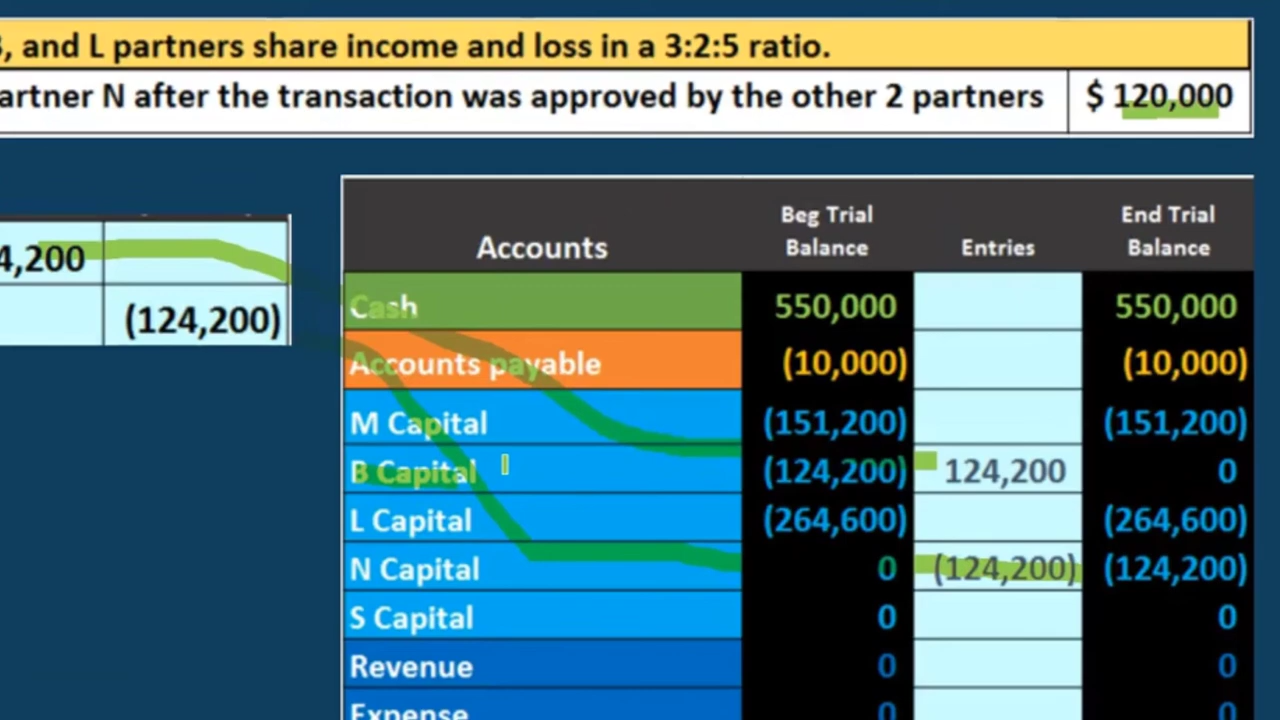 , and L partners share income and loss in a 3:2:5 ratio.
artner N after the transaction was approved by the other 2 partners $ 120,000
4,200
(124,200)
Accounts Beg Trial Balance Entries End Trial Balance
Cash 550,000 550,000
Accounts payable (10,000) (10,000)
M Capital (151,200) (151,200)
B Capital (124,200) 124,200 0
L Capital (264,600) (264,600)
N Capital 0 (124,200) (124,200)
S Capital 0 0
Revenue 0 0
Expense 0 0